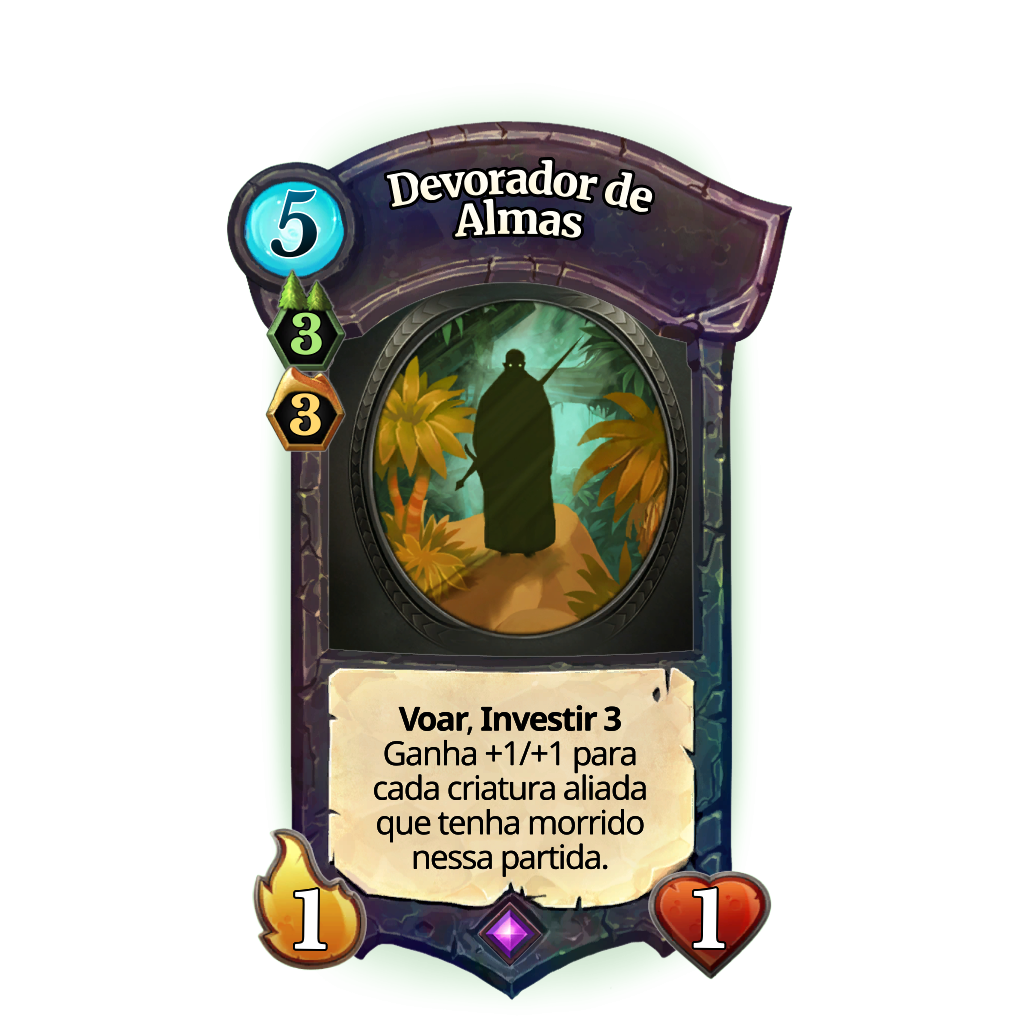 Devorador de
Almas
5
3
3
Voar, Investir 3
Ganha +1/+1 para
cada criatura aliada
que tenha morrido
nessa partida.
1
1